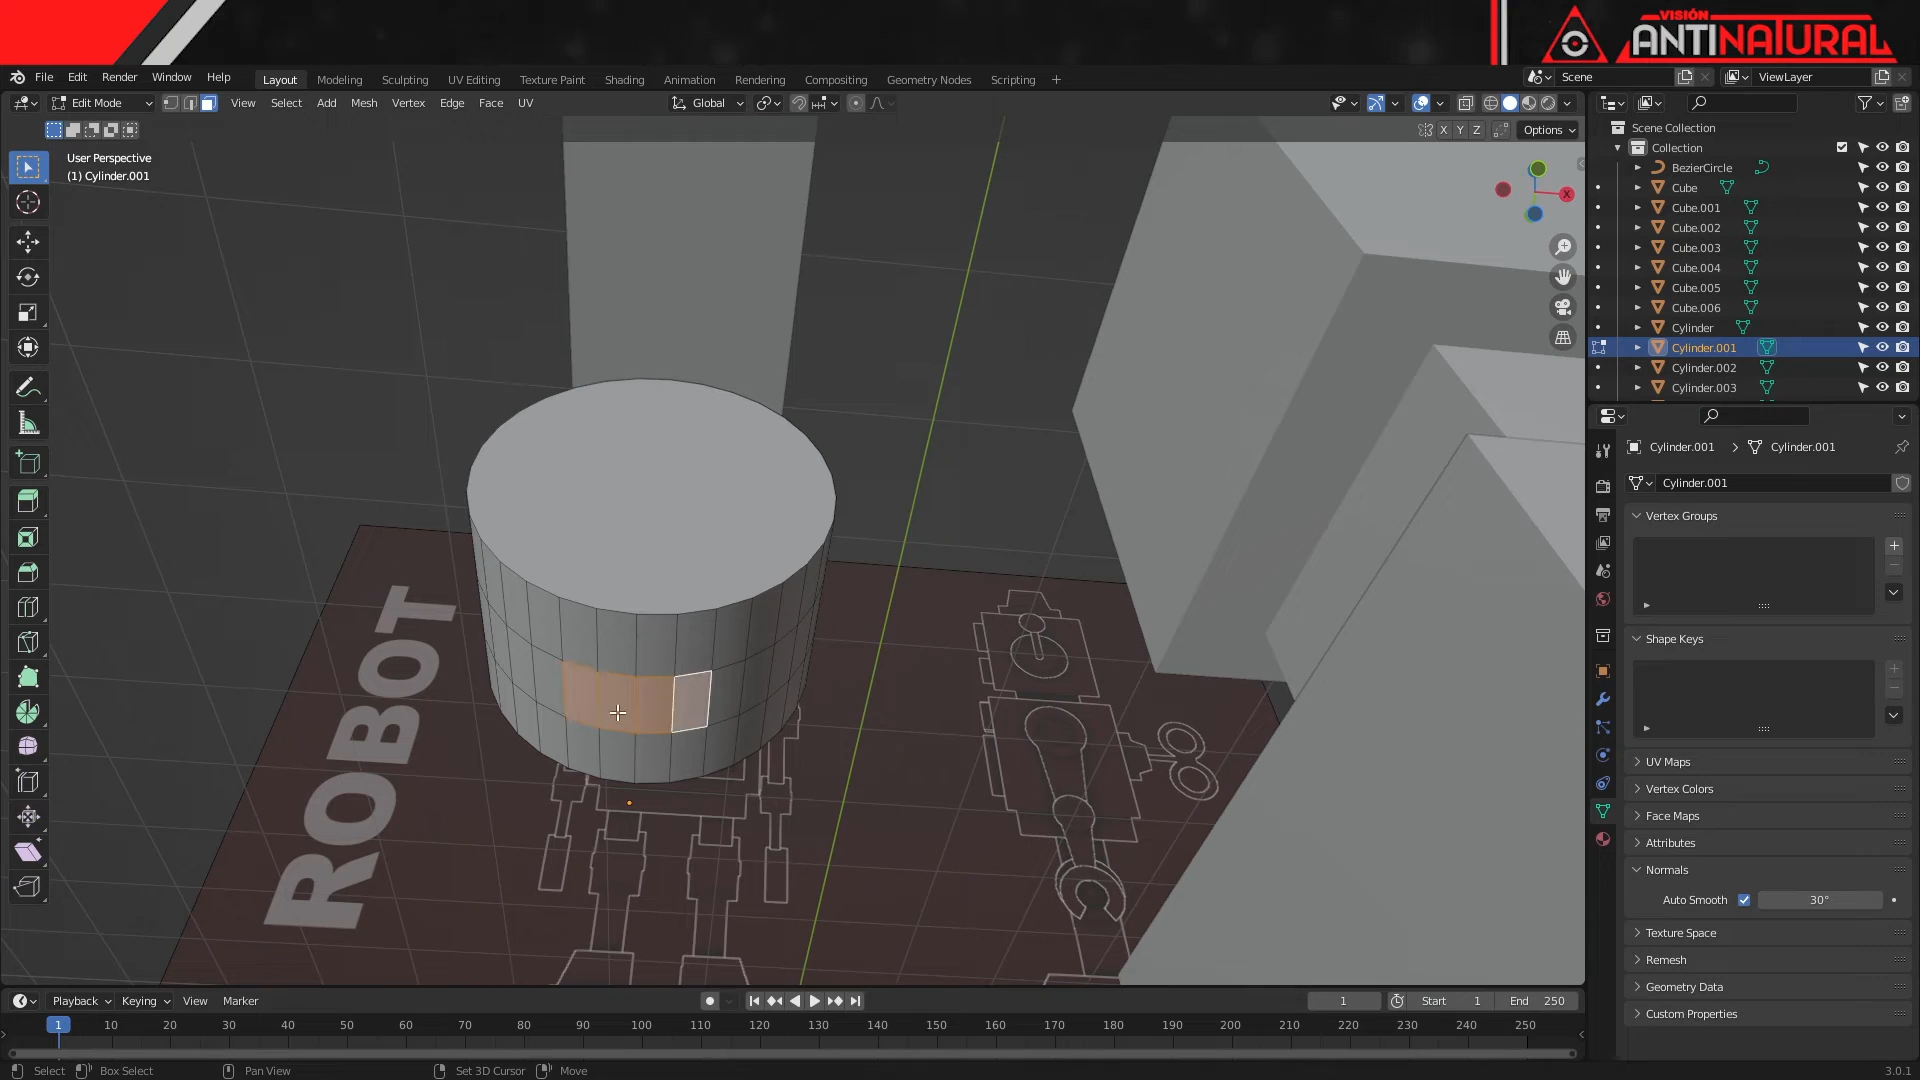 VISIÓN
ANTINATURAL
File Edit Render Window Help
Layout Modeling Sculpting UV Editing Texture Paint Shading Animation Rendering Compositing Geometry Nodes Scripting +
Scene
ViewLayer
Edit Mode
View Select Add Mesh Vertex Edge Face UV
Global
X Y Z
Options
User Perspective
(1) Cylinder.001
X
ROBOT
Scene Collection
Collection
BezierCircle
Cube
Cube.001
Cube.002
Cube.003
Cube.004
Cube.005
Cube.006
Cylinder
Cylinder.001
Cylinder.002
Cylinder.003
Cylinder.001 > Cylinder.001
Cylinder.001
Vertex Groups
Shape Keys
UV Maps
Vertex Colors
Face Maps
Attributes
Normals
Auto Smooth 30°
Texture Space
Remesh
Geometry Data
Custom Properties
Playback Keying View Marker
1
Start 1
End 250
1 10 20 30 40 50 60 70 80 90 100 110 120 130 140 150 160 170 180 190 200 210 220 230 240 250
Select Box Select Pan View Set 3D Cursor Move
3.0.1